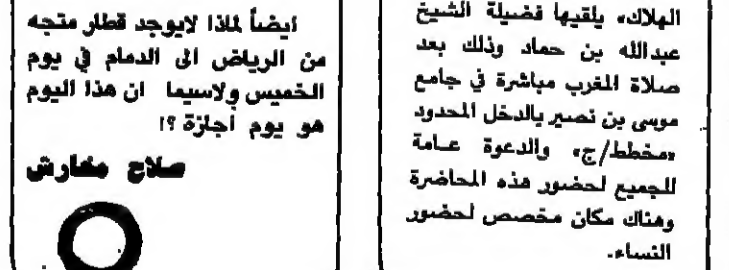 الهلاك» يلقيها فضيلة الشيخ
عبدالله بن حماد وذلك بعد
صلاة المغرب مباشرة في جامع
موسى بن نصير بالدخل المحدود
«مخطط/ج» والدعوة عامة
للجميع لحضور هذه المحاضرة
وهناك مكان مخصص لحضور
النساء.
ايضاً لماذا لايوجد قطار متجه
من الرياض الى الدمام في يوم
الخميس ولاسيما ان هذا اليوم
هو يوم اجازة ؟!
صلاح مغارش